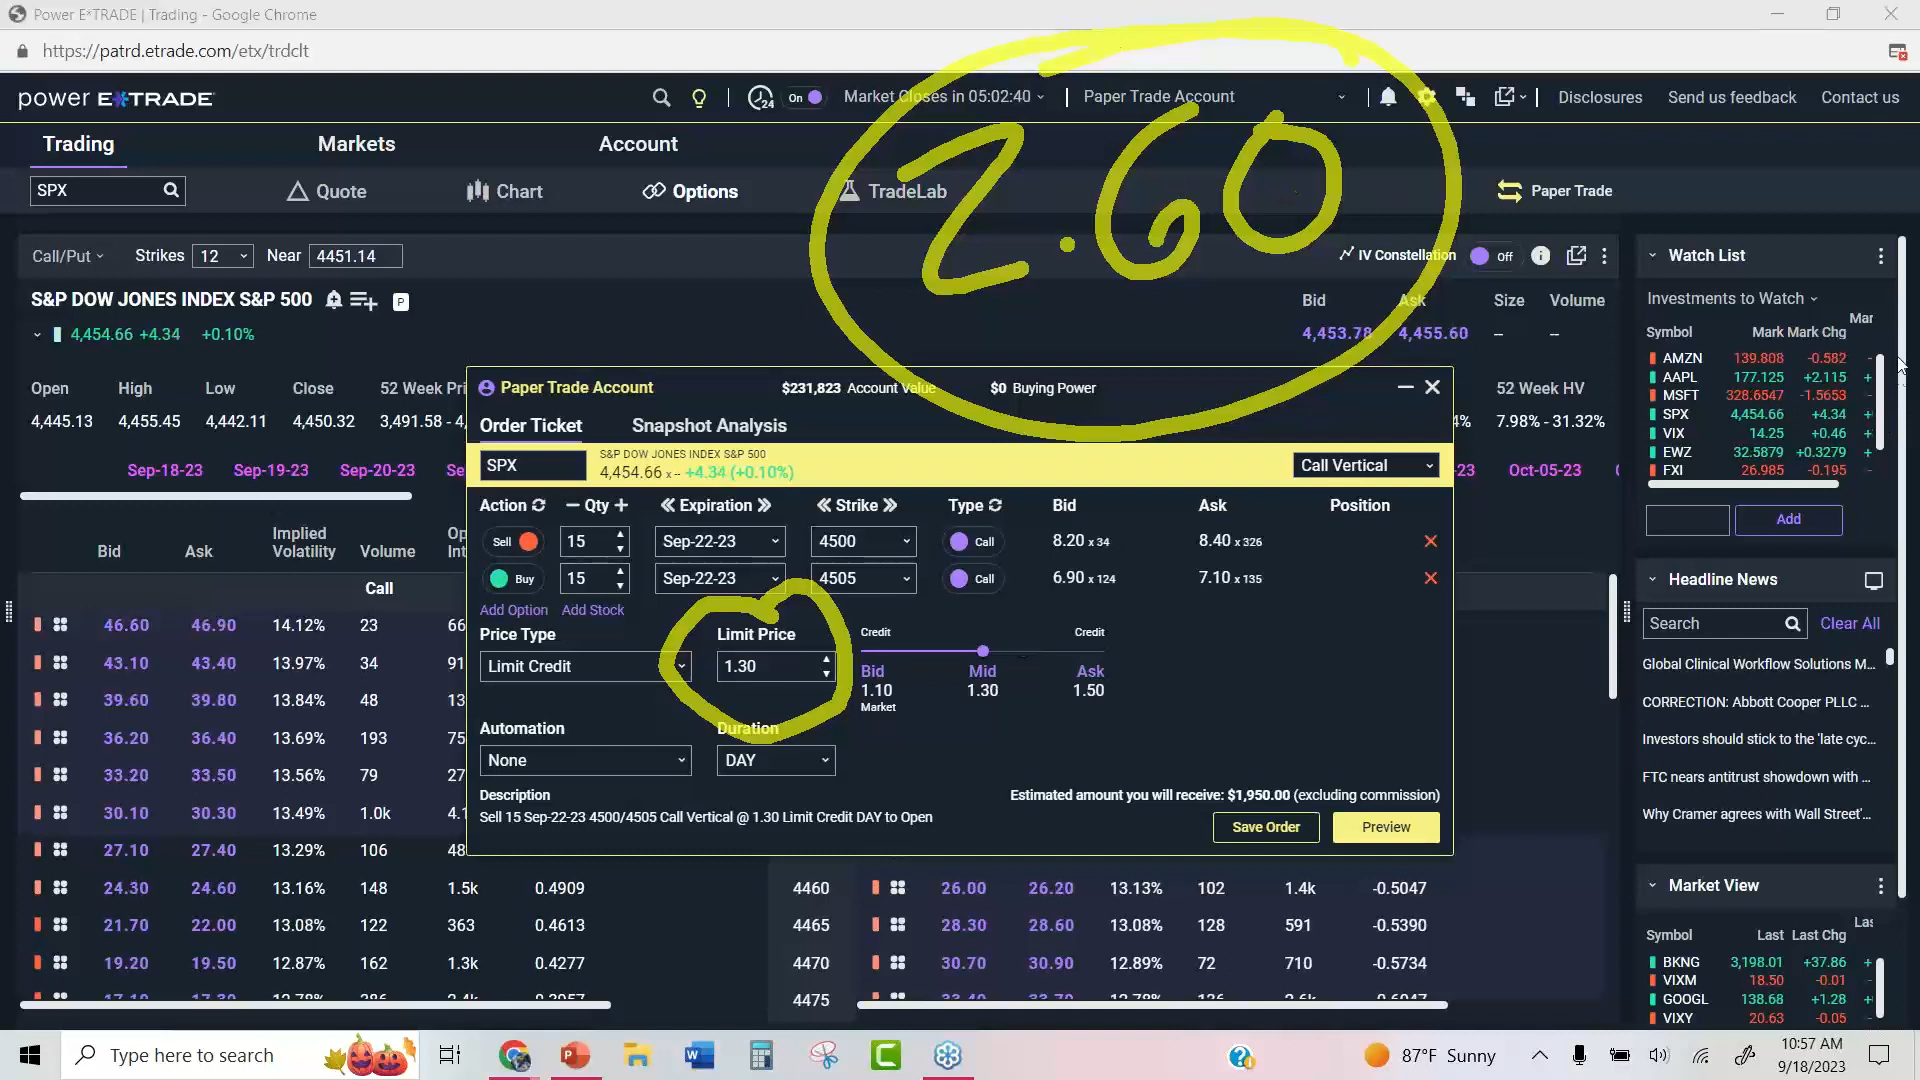 Power E*TRADE | Trading - Google Chrome
https://patrd.etrade.com/etx/trdclt
power E*TRADE
24
On
Market Closes in 05:02:40
Paper Trade Account
Disclosures
Send us feedback
Contact us
2.60
Trading
Markets
Account
SPX
Quote
Chart
Options
TradeLab
Paper Trade
Call/Put
Strikes 12
Near 4451.14
IV Constellation
Off
S&P DOW JONES INDEX S&P 500
P
4,454.66 +4.34 +0.10%
Bid Ask Size Volume
4,453.78 4,455.60 -- --
Open High Low Close 52 Week Pri
4,445.13 4,455.45 4,442.11 4,450.32 3,491.58 - 4,
52 Week HV
4% 7.98% - 31.32%
Sep-18-23 Sep-19-23 Sep-20-23 Se
-23 Oct-05-23
Bid Ask Implied Volatility Volume Op Int
Call
46.60 46.90 14.12% 23 66
43.10 43.40 13.97% 34 91
39.60 39.80 13.84% 48 13
36.20 36.40 13.69% 193 75
33.20 33.50 13.56% 79 27
30.10 30.30 13.49% 1.0k 4.1
27.10 27.40 13.29% 106 48
24.30 24.60 13.16% 148 1.5k 0.4909 4460 26.00 26.20 13.13% 102 1.4k -0.5047
21.70 22.00 13.08% 122 363 0.4613 4465 28.30 28.60 13.08% 128 591 -0.5390
19.20 19.50 12.87% 162 1.3k 0.4277 4470 30.70 30.90 12.89% 72 710 -0.5734
4475
Paper Trade Account
$231,823 Account Value
$0 Buying Power
Order Ticket
Snapshot Analysis
SPX
S&P DOW JONES INDEX S&P 500
4,454.66 x -- +4.34 (+0.10%)
Call Vertical
Action Qty Expiration Strike Type Bid Ask Position
Sell 15 Sep-22-23 4500 Call 8.20 x 34 8.40 x 326
Buy 15 Sep-22-23 4505 Call 6.90 x 124 7.10 x 135
Add Option Add Stock
Price Type
Limit Price
Credit Credit
Limit Credit
1.30
Bid Mid Ask
1.10 1.30 1.50
Market
Automation
Duration
None
DAY
Description
Estimated amount you will receive: $1,950.00 (excluding commission)
Sell 15 Sep-22-23 4500/4505 Call Vertical @ 1.30 Limit Credit DAY to Open
Save Order
Preview
Watch List
Investments to Watch
Symbol Mark Mark Chg Mar
AMZN 139.808 -0.582 -
AAPL 177.125 +2.115 +
MSFT 328.6547 -1.5653 -
SPX 4,454.66 +4.34 +
VIX 14.25 +0.46 +
EWZ 32.5879 +0.3279 +
FXI 26.985 -0.195 -
Add
Headline News
Search
Clear All
Global Clinical Workflow Solutions M...
CORRECTION: Abbott Cooper PLLC ...
Investors should stick to the 'late cyc...
FTC nears antitrust showdown with ...
Why Cramer agrees with Wall Street'...
Market View
Symbol Last Last Chg Las
BKNG 3,198.01 +37.86 +
VIXM 18.50 -0.01 -
GOOGL 138.68 +1.28 +
VIXY 20.63 -0.05 -
Type here to search
87°F Sunny
10:57 AM
9/18/2023